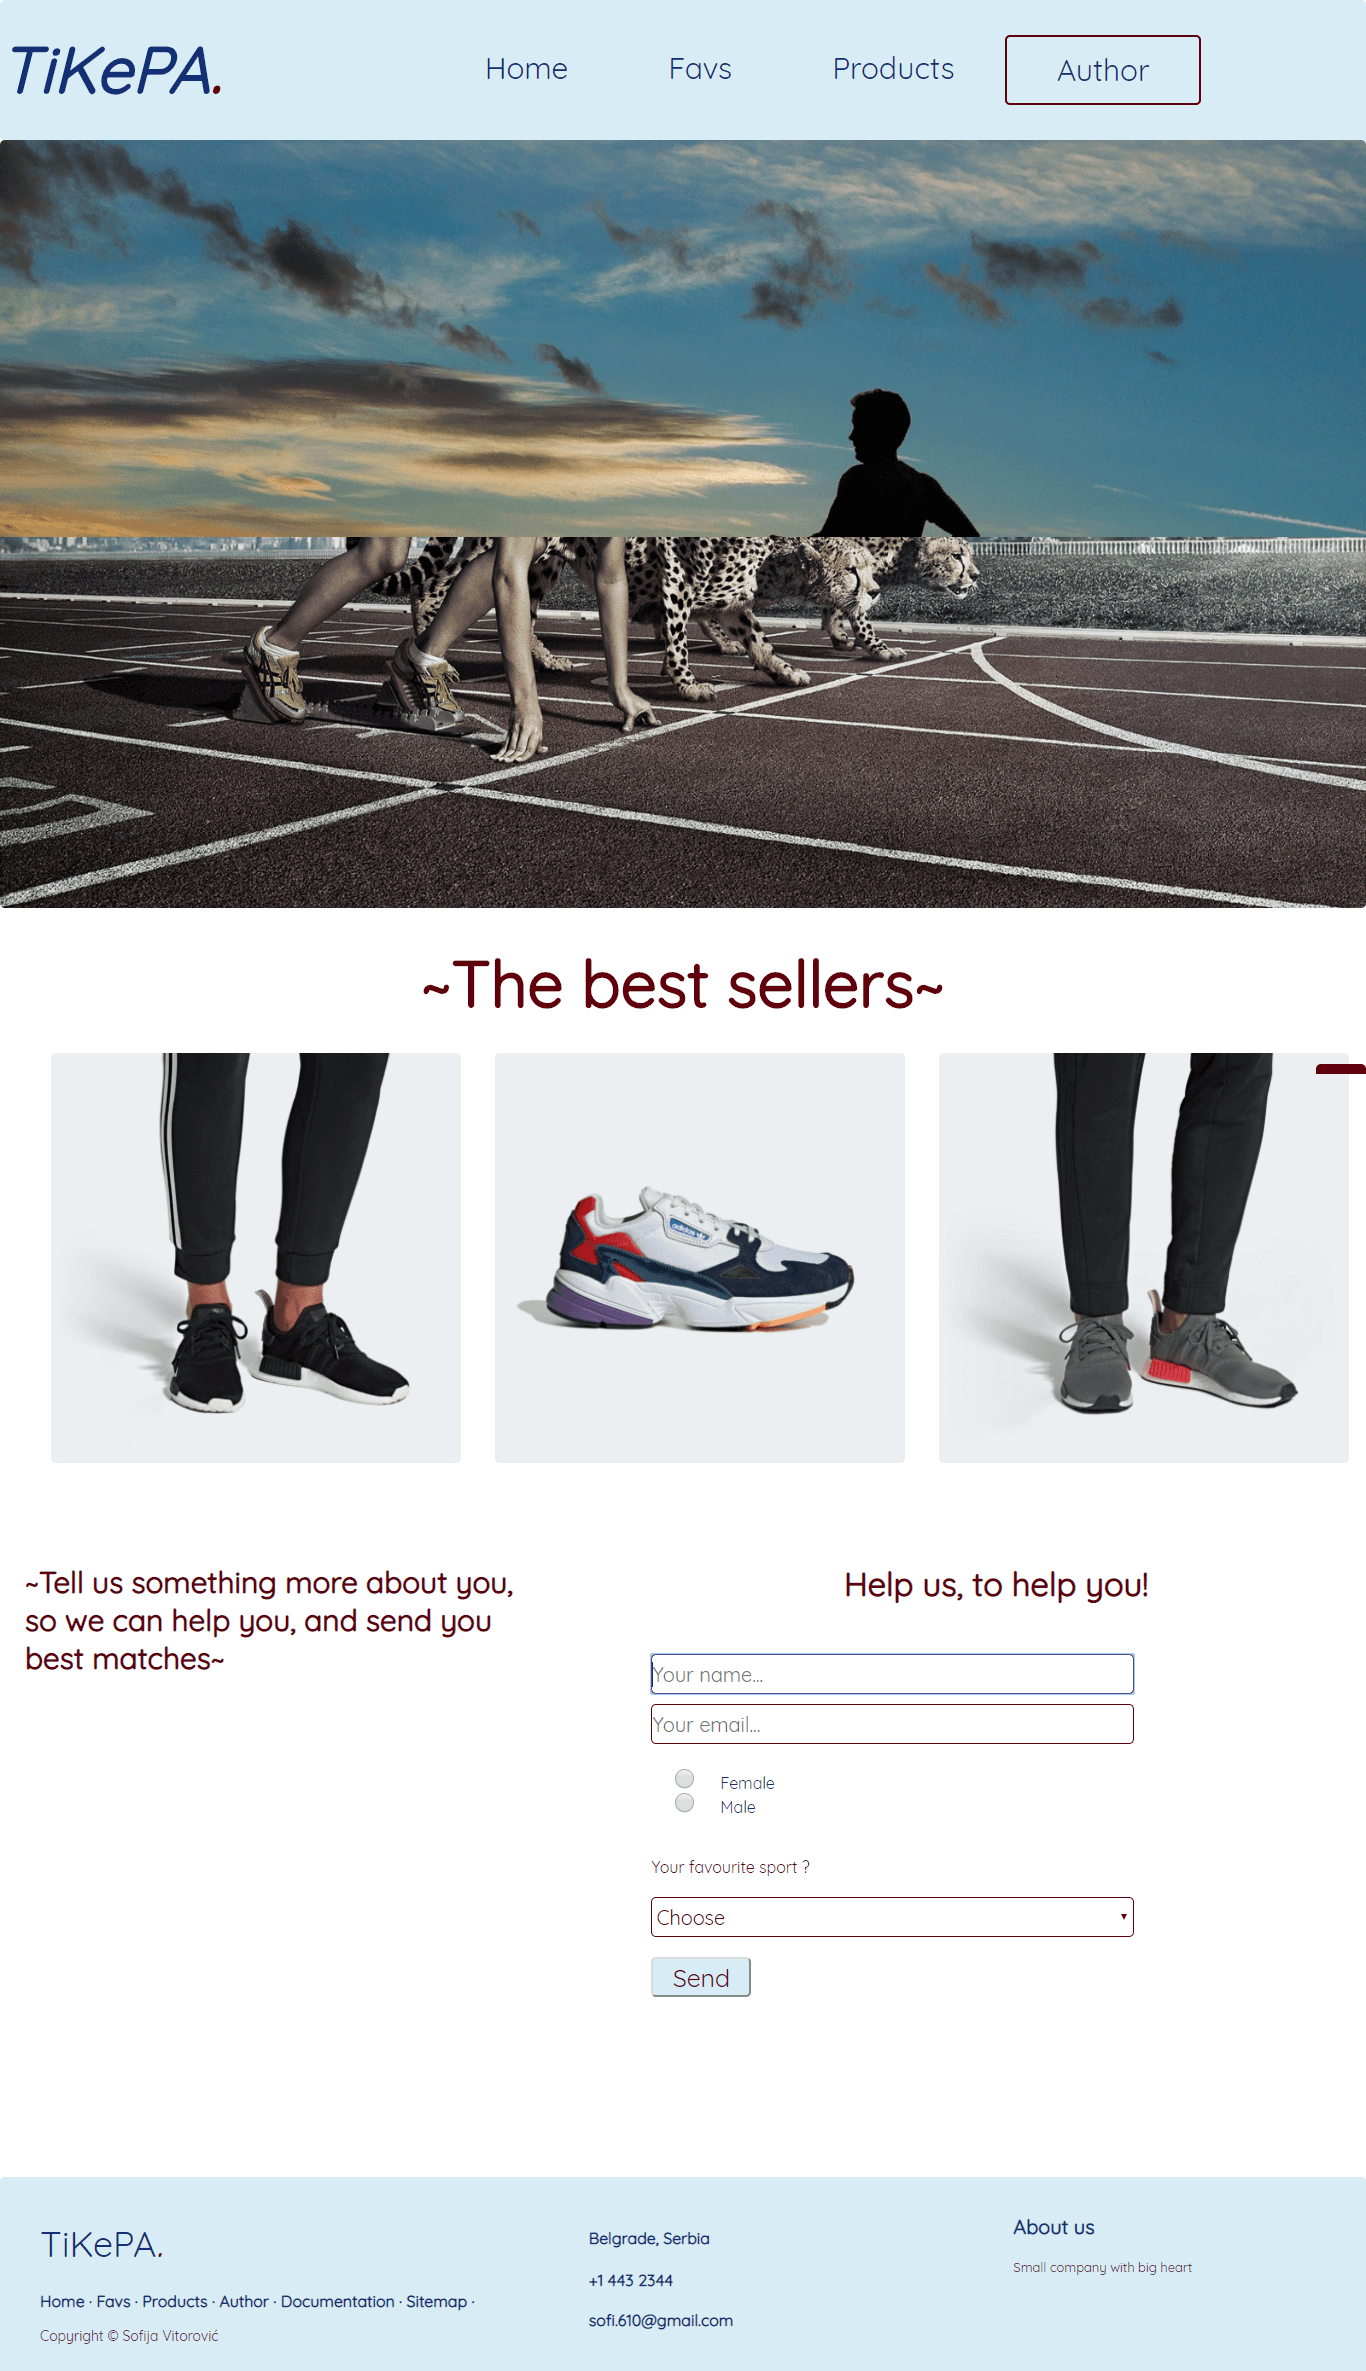 TiKePA.
Home Favs Products Author
~The best sellers~
adidas
~Tell us something more about you,
so we can help you, and send you
best matches~
Help us, to help you!
Your name...
Your email...
Female
Male
Your favourite sport ?
Choose
Send
TiKePA.
Home · Favs · Products · Author · Documentation · Sitemap ·
Copyright © Sofija Vitorović
Belgrade, Serbia
+1 443 2344
sofi.610@gmail.com
About us
Small company with big heart